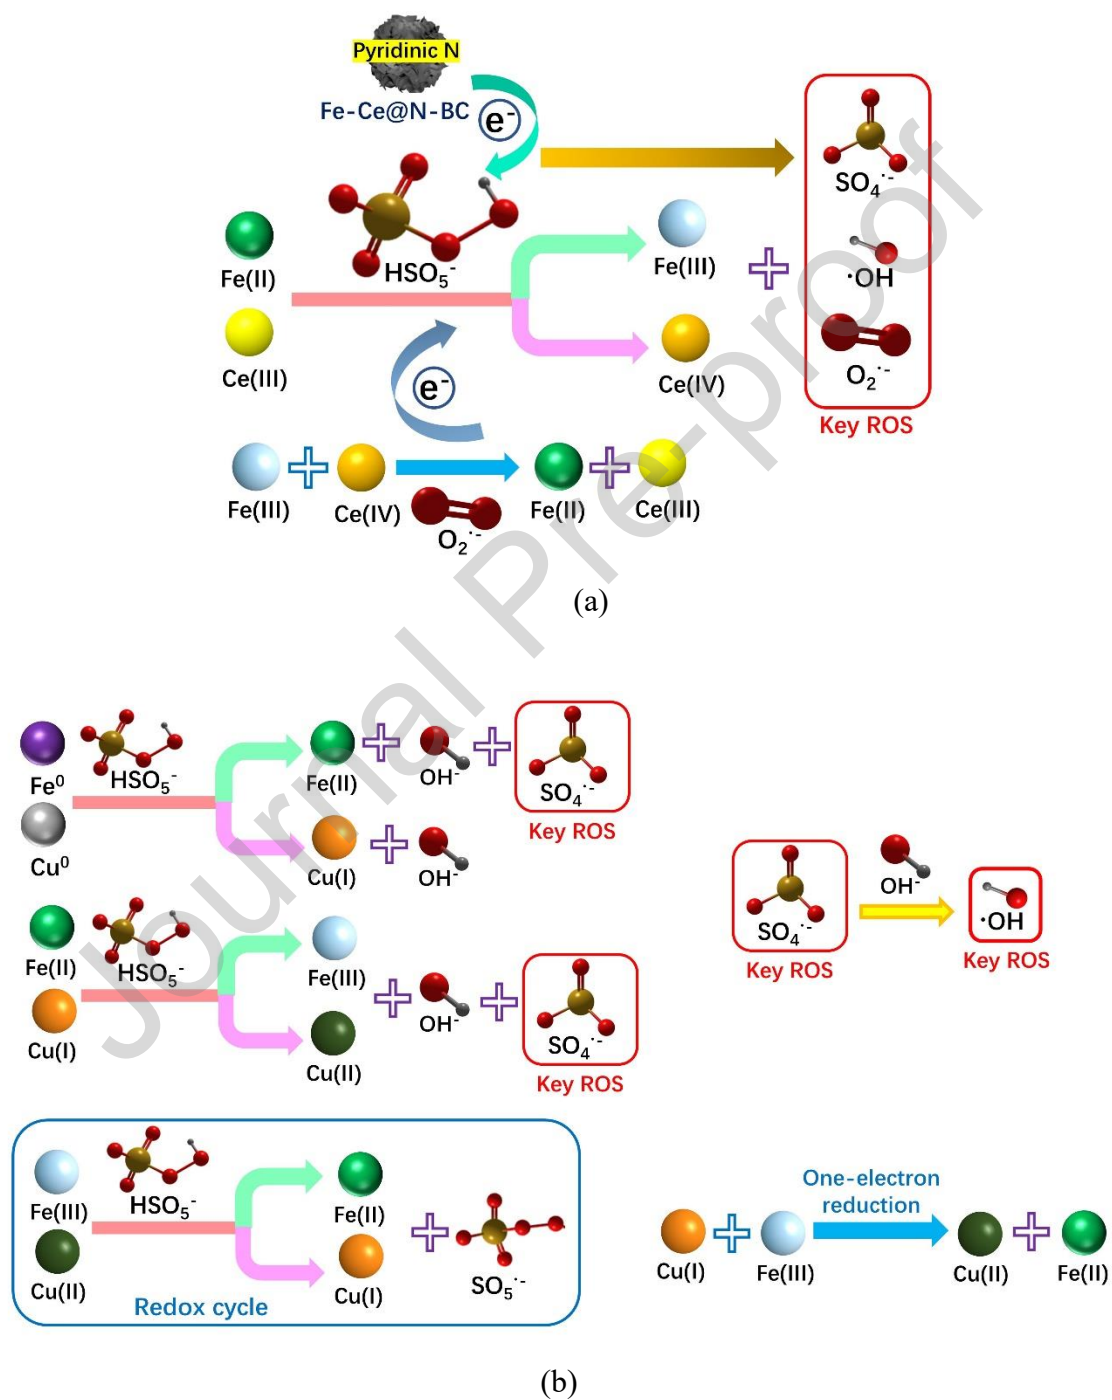 Pyridinic N
Fe-Ce@N-BC
e⁻
SO₄·⁻
HSO₅⁻
Fe(II)
Fe(III)
·OH
Ce(III)
Ce(IV)
O₂·⁻
Key ROS
e⁻
Fe(III)
Ce(IV)
O₂·⁻
Fe(II)
Ce(III)
(a)
Fe⁰
HSO₅⁻
Cu⁰
Fe(II)
OH⁻
SO₄·⁻
Key ROS
Cu(I)
OH⁻
Fe(II)
HSO₅⁻
Cu(I)
Fe(III)
Cu(II)
OH⁻
SO₄·⁻
Key ROS
SO₄·⁻
Key ROS
OH⁻
·OH
Key ROS
Fe(III)
HSO₅⁻
Cu(II)
Fe(II)
Cu(I)
SO₅·⁻
Redox cycle
One-electron
reduction
Cu(I)
Fe(III)
Cu(II)
Fe(II)
(b)
Journal Pre-proof